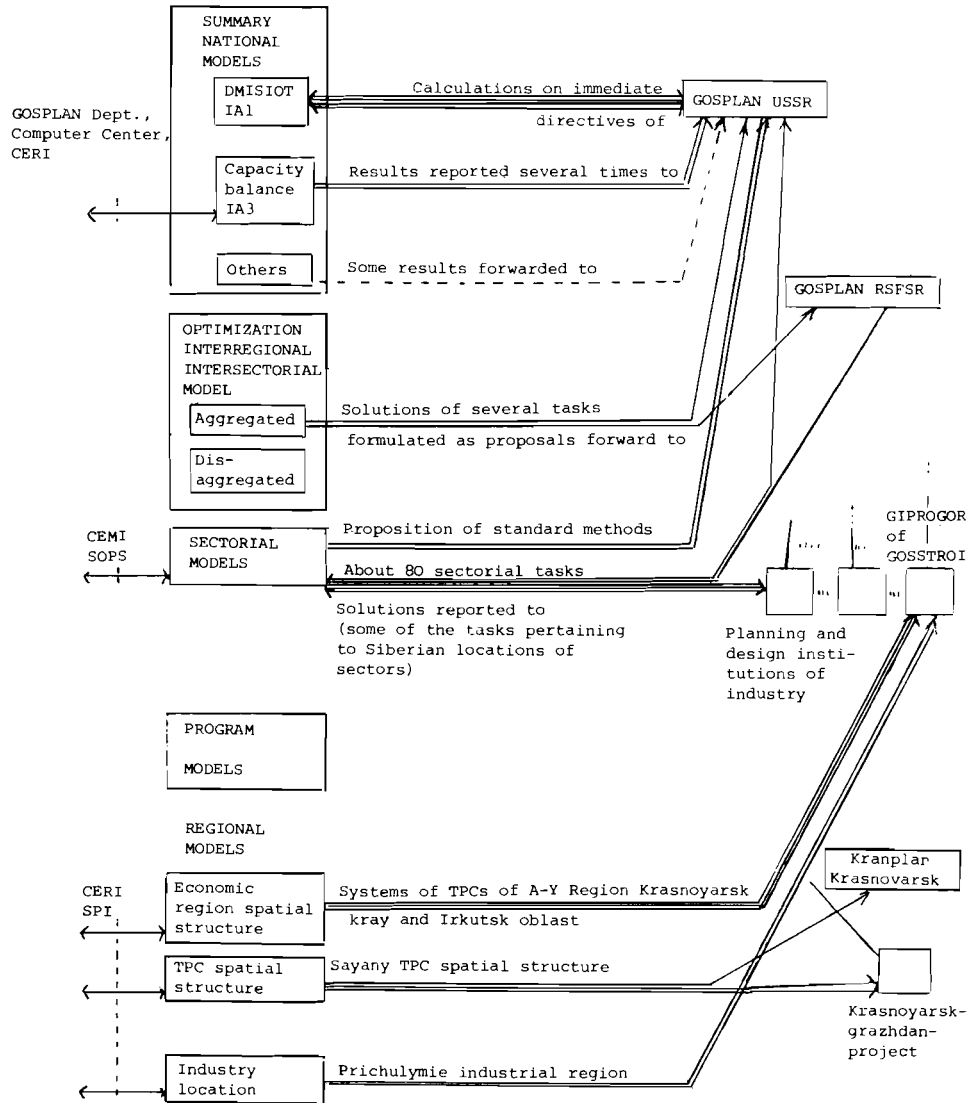 SUMMARY
NATIONAL
MODELS
DMISIOT
IA1
Calculations on immediate
directives of
GOSPLAN USSR
GOSPLAN Dept.,
Computer Center,
CERI
Capacity
balance
IA3
Results reported several times to
Others
Some results forwarded to
GOSPLAN RSFSR
OPTIMIZATION
INTERREGIONAL
INTERSECTORIAL
MODEL
Aggregated
Solutions of several tasks
formulated as proposals forward to
Dis-
aggregated
CEMI
SOPS
SECTORIAL
MODELS
Proposition of standard methods
About 80 sectorial tasks
Solutions reported to
(some of the tasks pertaining
to Siberian locations of
sectors)
GIPROGOR
of
GOSSTROI
Planning and
design insti-
tutions of
industry
PROGRAM
MODELS
REGIONAL
MODELS
CERI
SPI
Economic
region spatial
structure
Systems of TPCs of A-Y Region Krasnoyarsk
kray and Irkutsk oblast
Kranplan
Krasnovarsk
TPC spatial
structure
Sayany TPC spatial structure
Krasnoyarsk-
grazhdan-
project
Industry
location
Prichulymie industrial region